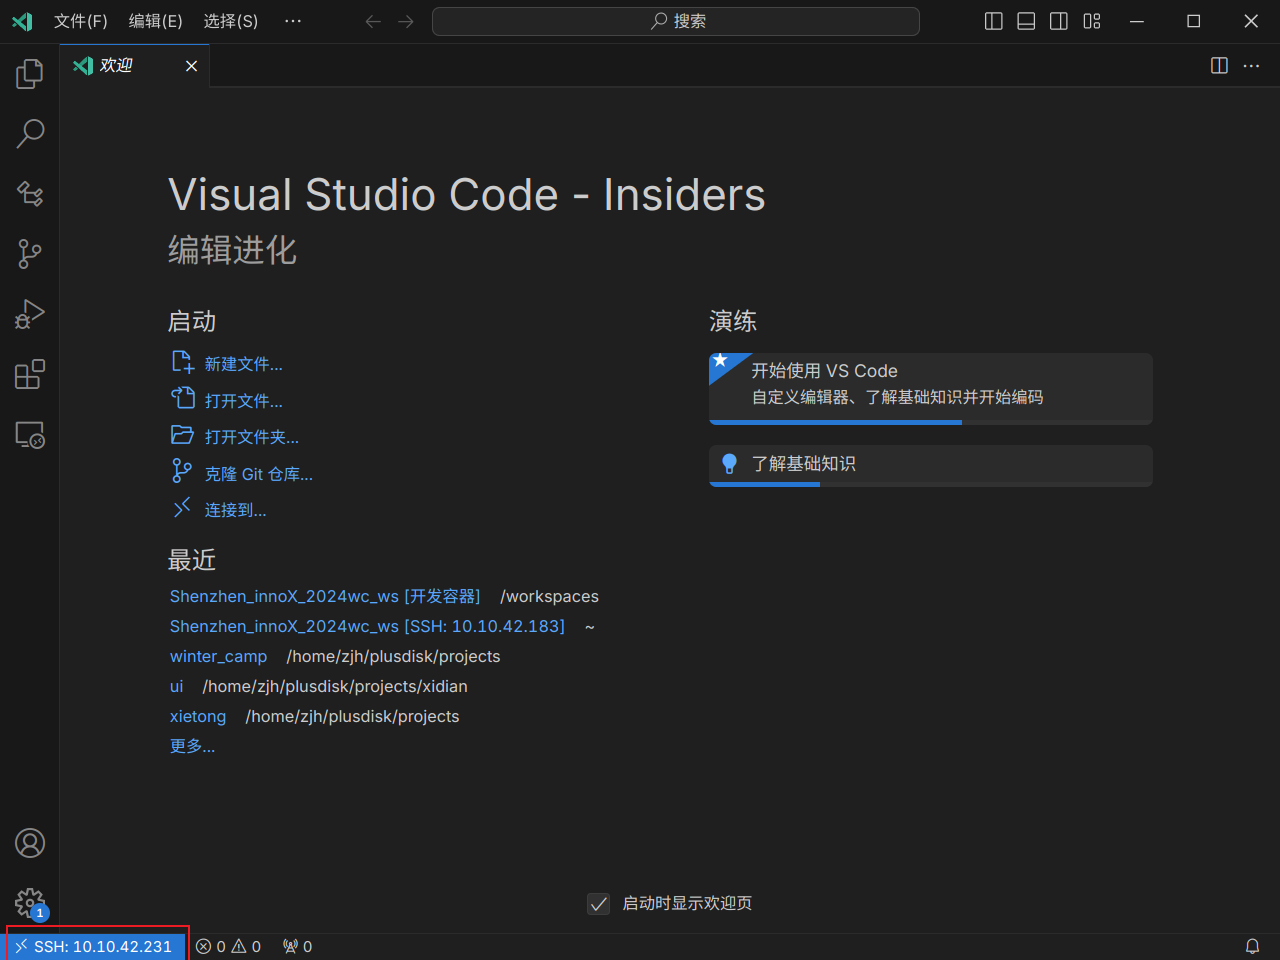 文件(F) 编辑(E) 选择(S) ··· 搜索
欢迎
Visual Studio Code - Insiders
编辑进化
启动
新建文件...
打开文件...
打开文件夹...
克隆 Git 仓库...
连接到...
最近
Shenzhen_innoX_2024wc_ws [开发容器] /workspaces
Shenzhen_innoX_2024wc_ws [SSH: 10.10.42.183] ~
winter_camp /home/zjh/plusdisk/projects
ui /home/zjh/plusdisk/projects/xidian
xietong /home/zjh/plusdisk/projects
更多...
演练
开始使用 VS Code
自定义编辑器、了解基础知识并开始编码
了解基础知识
启动时显示欢迎页
1
SSH: 10.10.42.231 0 0 0